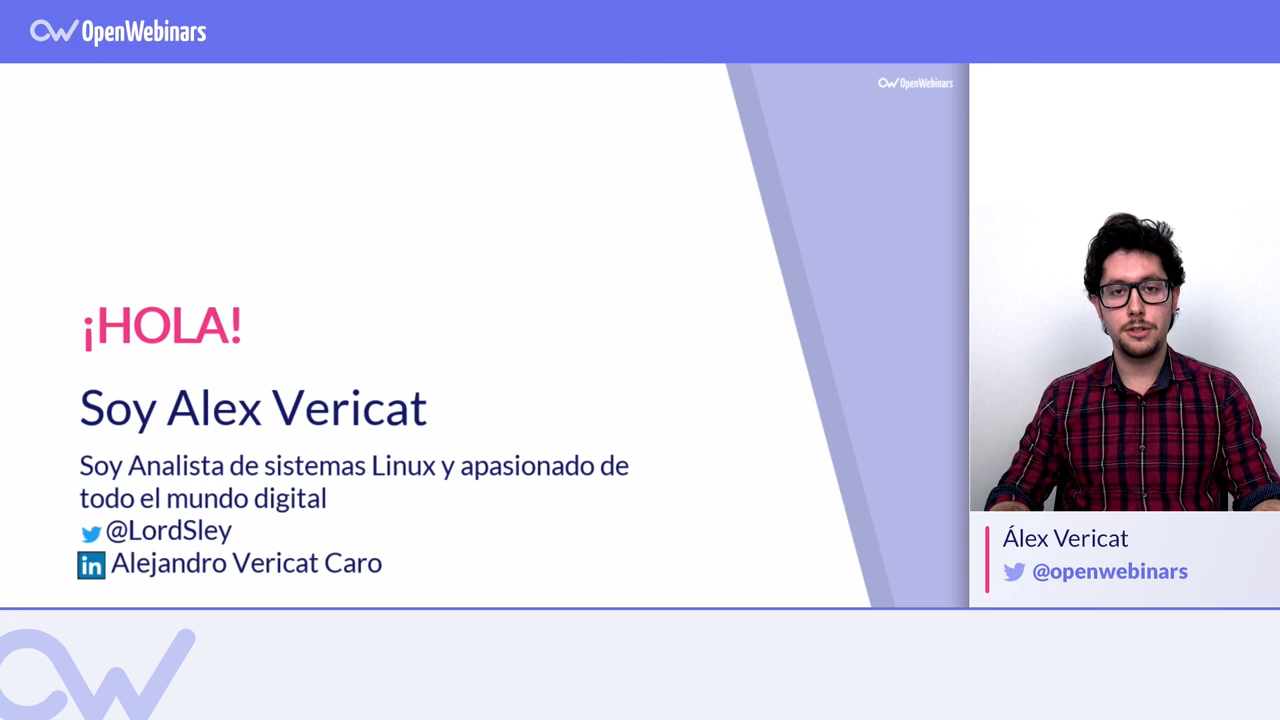 OpenWebinars
OpenWebinars
¡HOLA!
Soy Alex Vericat
Soy Analista de sistemas Linux y apasionado de
todo el mundo digital
@LordSley
in Alejandro Vericat Caro
Álex Vericat
@openwebinars